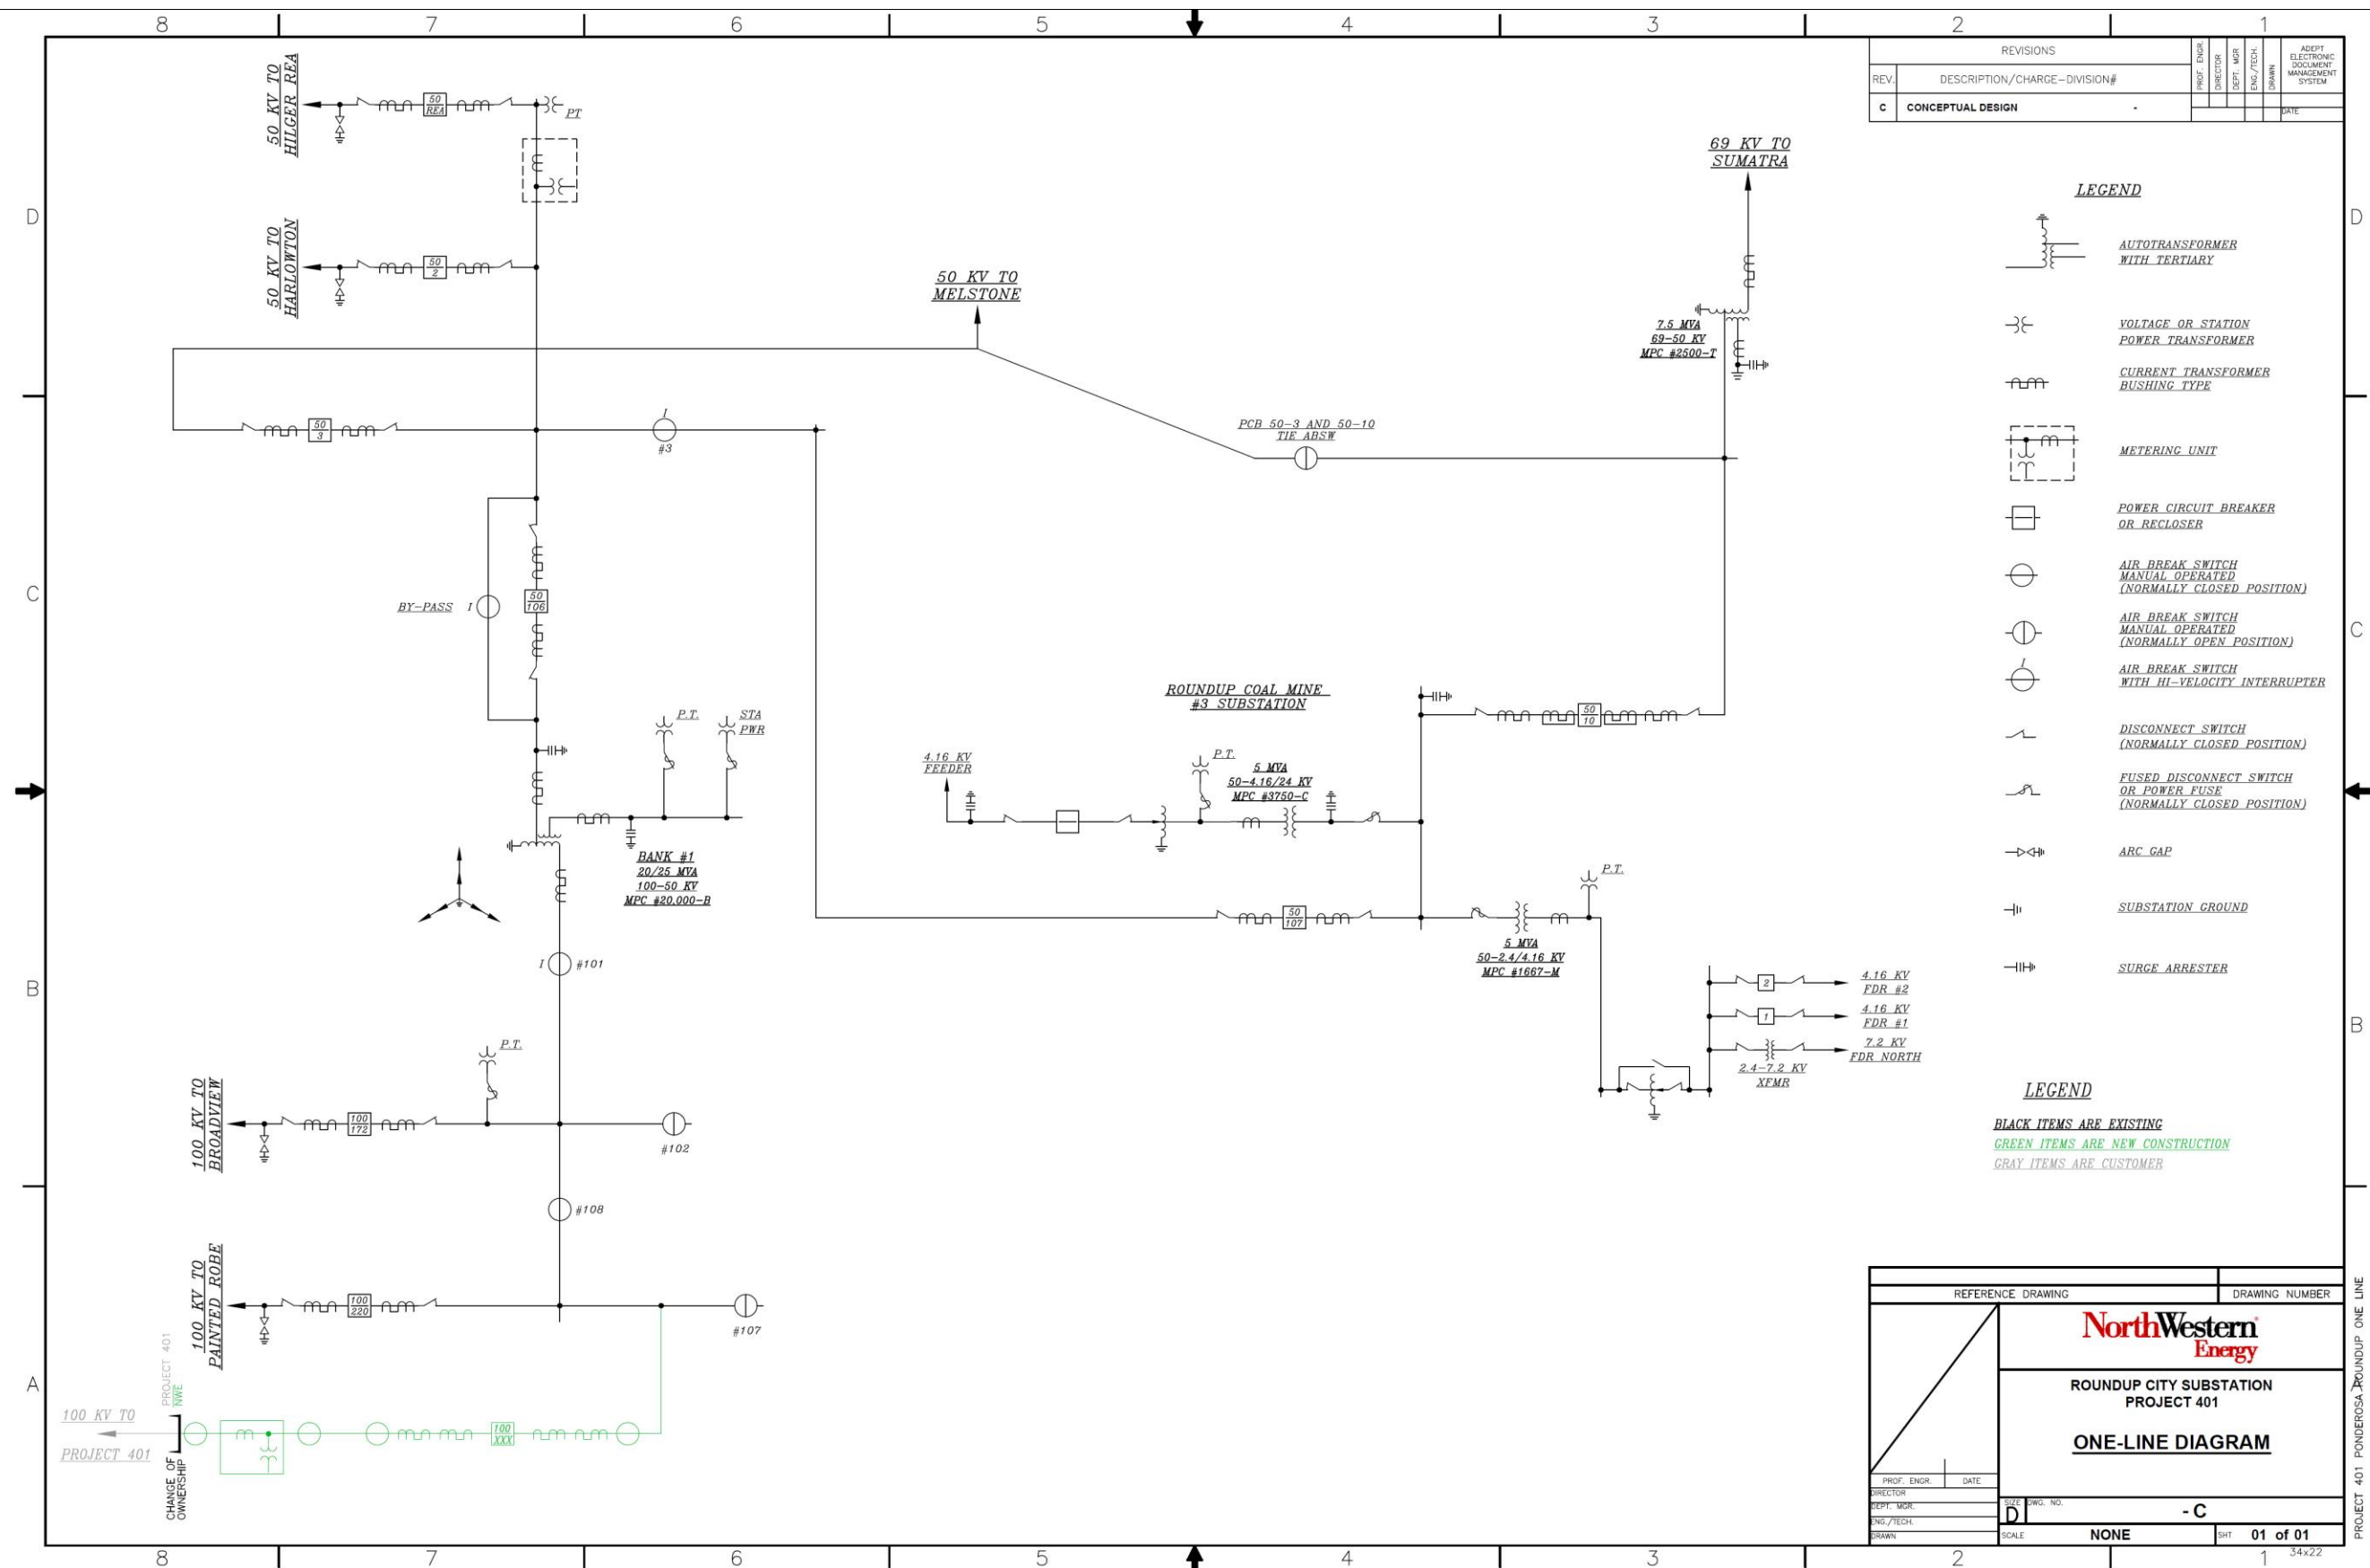 8 7 6 5 4 3 2 1
REVISIONS
REV. DESCRIPTION/CHARGE-DIVISION#
PROF. ENGR.
DIRECTOR
DEPT. MGR
ENG./TECH.
DRAWN
ADEPT
ELECTRONIC
DOCUMENT
MANAGEMENT
SYSTEM
C CONCEPTUAL DESIGN -
DATE
D
D
C
C
B
B
A
A
50 KV TO
HILGER REA
50
REA
PT
50 KV TO
HARLOWTON
50
2
50 KV TO
MELSTONE
69 KV TO
SUMATRA
7.5 MVA
69-50 KV
MPC #2500-T
50
3
I
#3
PCB 50-3 AND 50-10
TIE ABSW
BY-PASS I
50
106
P.T.
STA
PWR
BANK #1
20/25 MVA
100-50 KV
MPC #20,000-B
I #101
ROUNDUP COAL MINE
#3 SUBSTATION
50
10
4.16 KV
FEEDER
P.T.
5 MVA
50-4.16/24 KV
MPC #3750-C
50
107
P.T.
5 MVA
50-2.4/4.16 KV
MPC #1667-M
2
4.16 KV
FDR #2
1
4.16 KV
FDR #1
7.2 KV
FDR NORTH
2.4-7.2 KV
XFMR
100 KV TO
BROADVIEW
100
172
P.T.
#102
#108
100 KV TO
PAINTED ROBE
100
220
#107
PROJECT 401
NWE
100 KV TO
PROJECT 401
CHANGE OF
OWNERSHIP
100
XXX
LEGEND
AUTOTRANSFORMER
WITH TERTIARY
VOLTAGE OR STATION
POWER TRANSFORMER
CURRENT TRANSFORMER
BUSHING TYPE
METERING UNIT
POWER CIRCUIT BREAKER
OR RECLOSER
AIR BREAK SWITCH
MANUAL OPERATED
(NORMALLY CLOSED POSITION)
AIR BREAK SWITCH
MANUAL OPERATED
(NORMALLY OPEN POSITION)
I
AIR BREAK SWITCH
WITH HI-VELOCITY INTERRUPTER
DISCONNECT SWITCH
(NORMALLY CLOSED POSITION)
FUSED DISCONNECT SWITCH
OR POWER FUSE
(NORMALLY CLOSED POSITION)
ARC GAP
SUBSTATION GROUND
SURGE ARRESTER
LEGEND
BLACK ITEMS ARE EXISTING
GREEN ITEMS ARE NEW CONSTRUCTION
GRAY ITEMS ARE CUSTOMER
REFERENCE DRAWING DRAWING NUMBER
NorthWestern
Energy
ROUNDUP CITY SUBSTATION
PROJECT 401
ONE-LINE DIAGRAM
PROF. ENGR. DATE
DIRECTOR
DEPT. MGR.
ENG./TECH.
DRAWN
SIZE
D
DWG. NO.
- C
SCALE NONE
SHT 01 of 01
34x22
PROJECT 401 PONDEROSA ROUNDUP ONE LINE
8 7 6 5 4 3 2 1